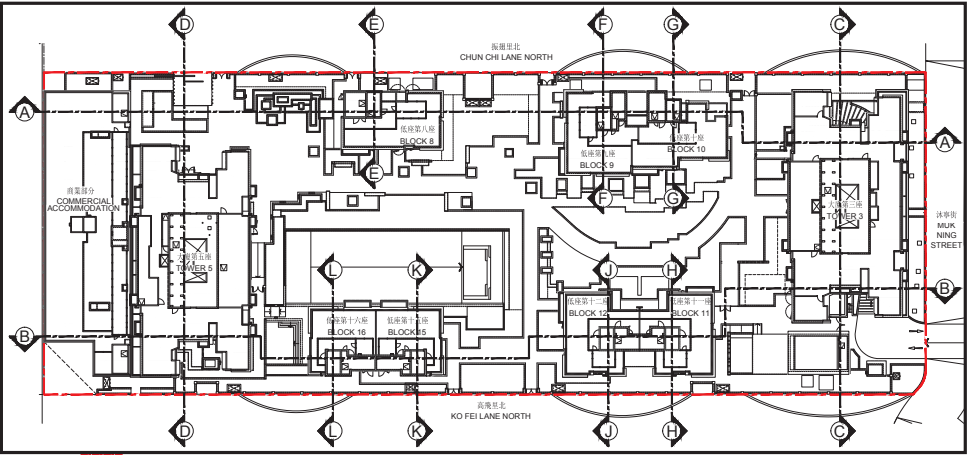 D
E
F
G
C
振翅里北
CHUN CHI LANE NORTH
A
低座第八座
BLOCK 8
低座第十座
BLOCK 10
低座第九座
BLOCK 9
A
E
F
G
商業部分
COMMERCIAL
ACCOMMODATION
大廈第三座
TOWER 3
沐寧街
MUK
NING
STREET
大廈第五座
TOWER 5
L
K
J
H
B
低座第十六座
BLOCK 16
低座第十五座
BLOCK 15
低座第十二座
BLOCK 12
低座第十一座
BLOCK 11
B
高飛里北
KO FEI LANE NORTH
D
L
K
J
H
C